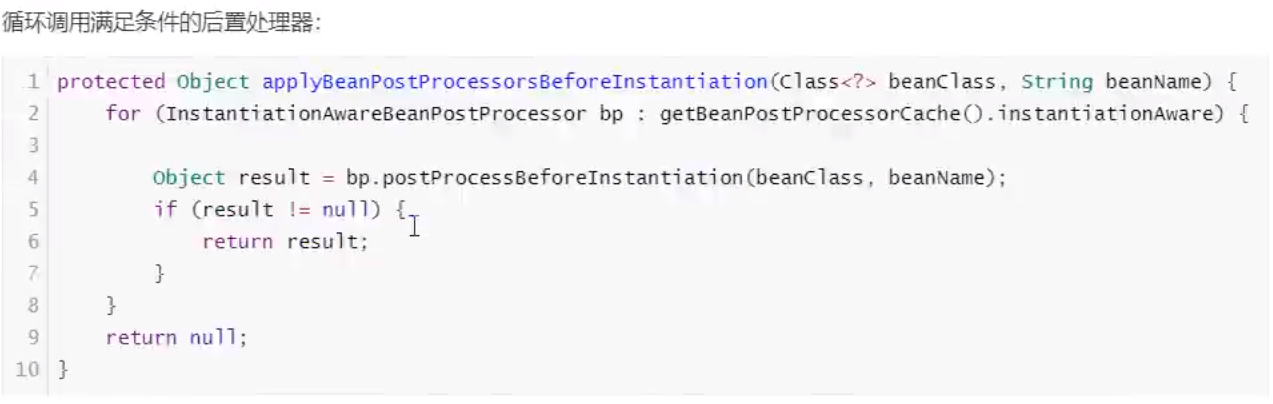 循环调用满足条件的后置处理器：
1 protected Object applyBeanPostProcessorsBeforeInstantiation(Class<?> beanClass, String beanName) {
2     for (InstantiationAwareBeanPostProcessor bp : getBeanPostProcessorCache().instantiationAware) {
3
4         Object result = bp.postProcessBeforeInstantiation(beanClass, beanName);
5         if (result != null) {
6             return result;
7         }
8     }
9     return null;
10 }